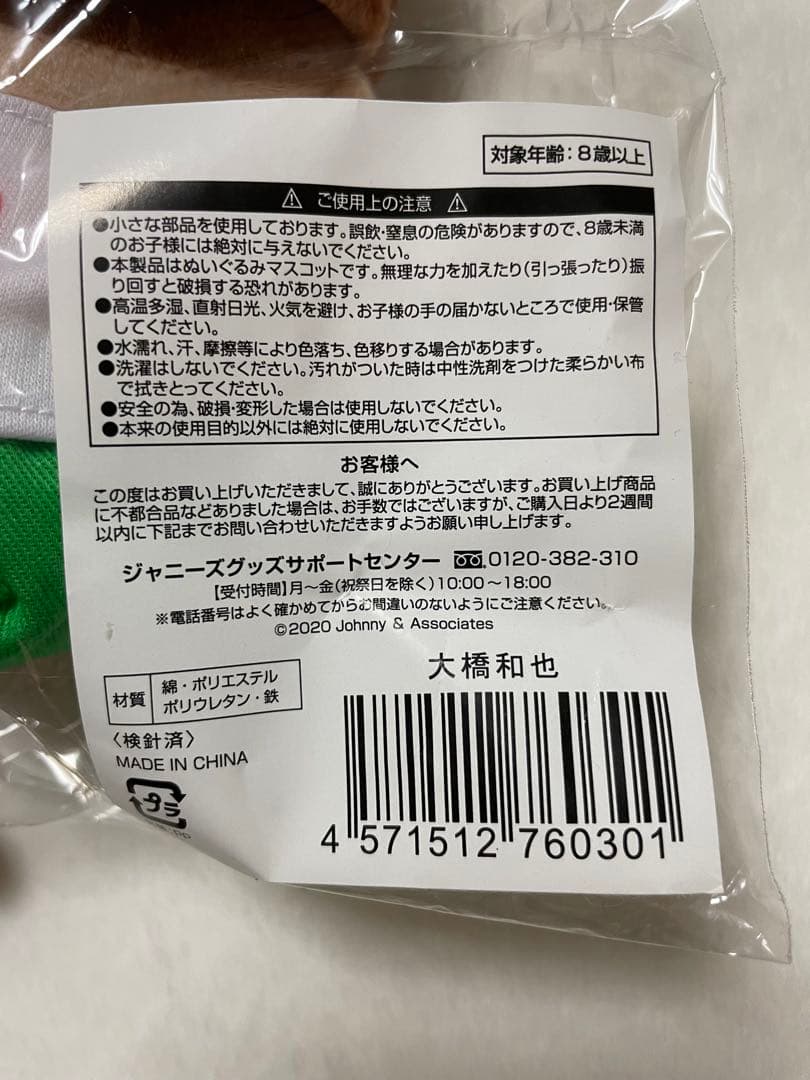 対象年齢：8歳以上
⚠ ご使用上の注意 ⚠
●小さな部品を使用しております。誤飲・窒息の危険がありますので、8歳未満
のお子様には絶対に与えないでください。
●本製品はぬいぐるみマスコットです。無理な力を加えたり（引っ張ったり）振
り回すと破損する恐れがあります。
●高温多湿、直射日光、火気を避け、お子様の手の届かないところで使用・保管
してください。
●水濡れ、汗、摩擦等により色落ち、色移りする場合があります。
●洗濯はしないでください。汚れがついた時は中性洗剤をつけた柔らかい布
で拭きとってください。
●安全の為、破損・変形した場合は使用しないでください。
●本来の使用目的以外には絶対に使用しないでください。
お客様へ
この度はお買い上げいただきまして、誠にありがとうございます。お買い上げ商品
に不都合品などありました場合は、お手数ではございますが、ご購入日より2週間
以内に下記までお問い合わせいただきますようお願い申し上げます。
ジャニーズグッズサポートセンター 0120-382-310
【受付時間】月～金（祝祭日を除く）10:00～18:00
※電話番号はよく確かめてからお間違いのないようにご注意ください。
©2020 Johnny & Associates
大橋和也
材質 綿・ポリエステル
ポリウレタン・鉄
〈検針済〉
MADE IN CHINA
プラ
PP
4 571512 760301